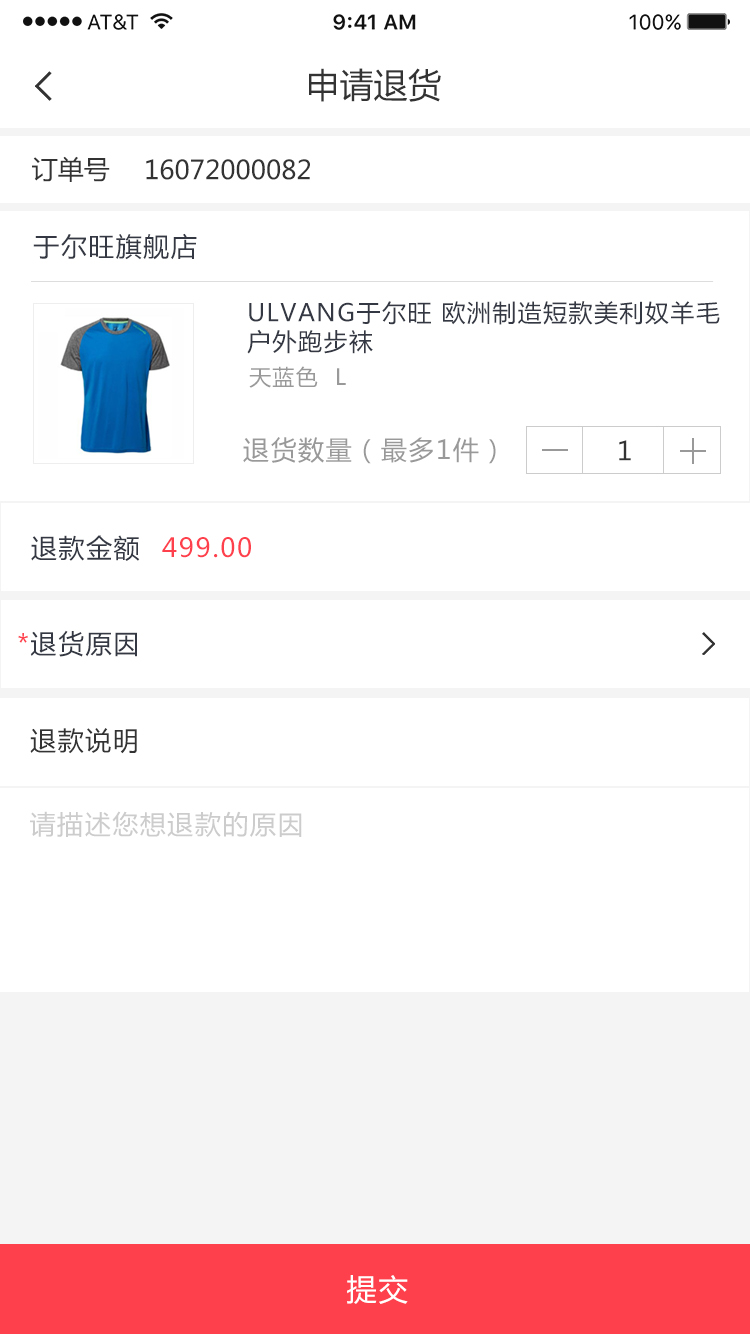 AT&T 9:41 AM 100%
申请退货
订单号 16072000082
于尔旺旗舰店
ULVANG于尔旺 欧洲制造短款美利奴羊毛
户外跑步袜
天蓝色 L
退货数量（最多1件） 1
退款金额 499.00
*退货原因
退款说明
请描述您想退款的原因
提交